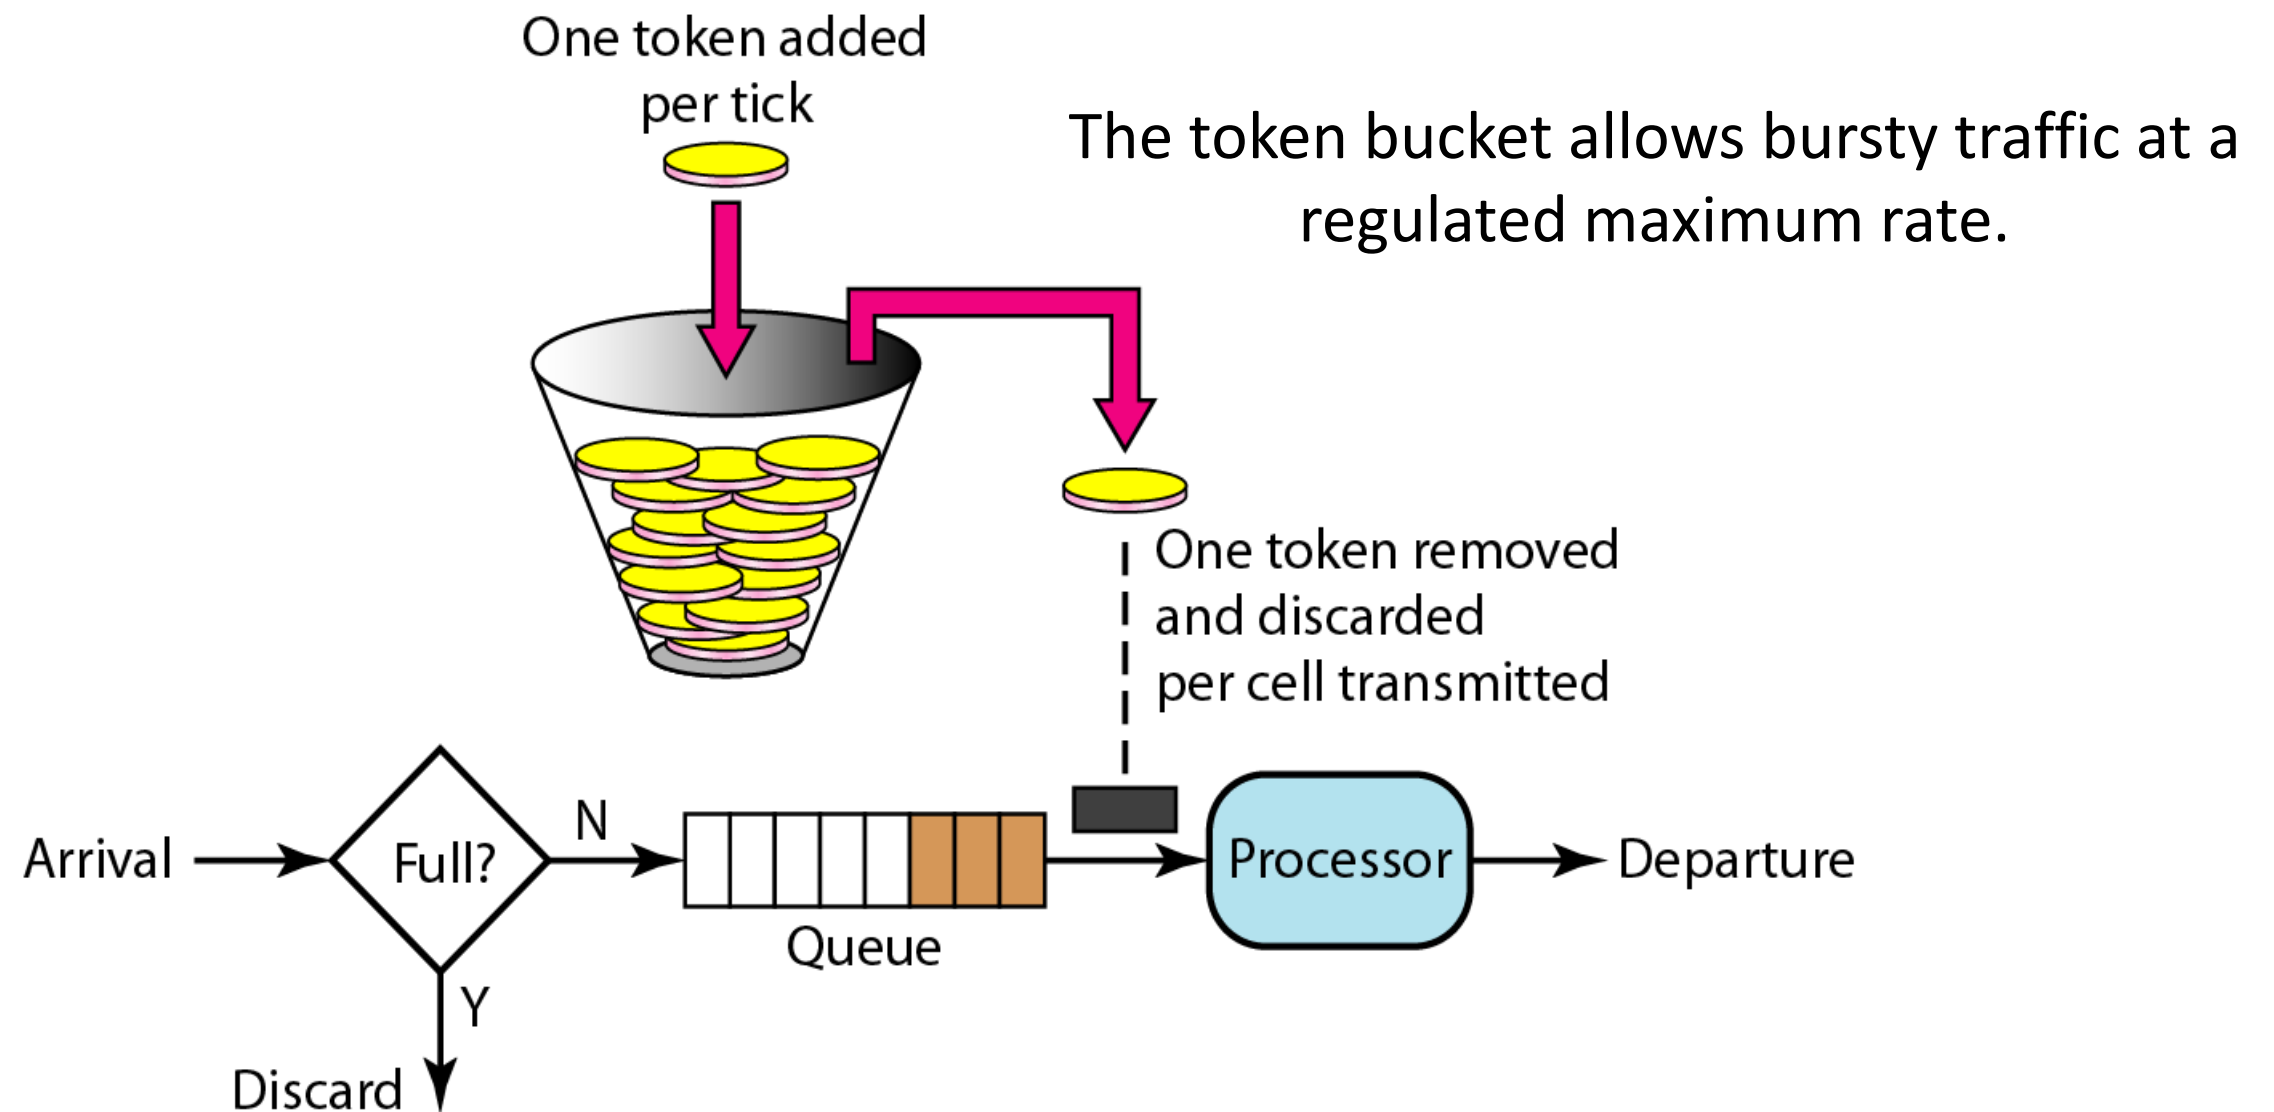 One token added
per tick
The token bucket allows bursty traffic at a
regulated maximum rate.
One token removed
and discarded
per cell transmitted
Arrival
Full?
N
Y
Discard
Queue
Processor
Departure